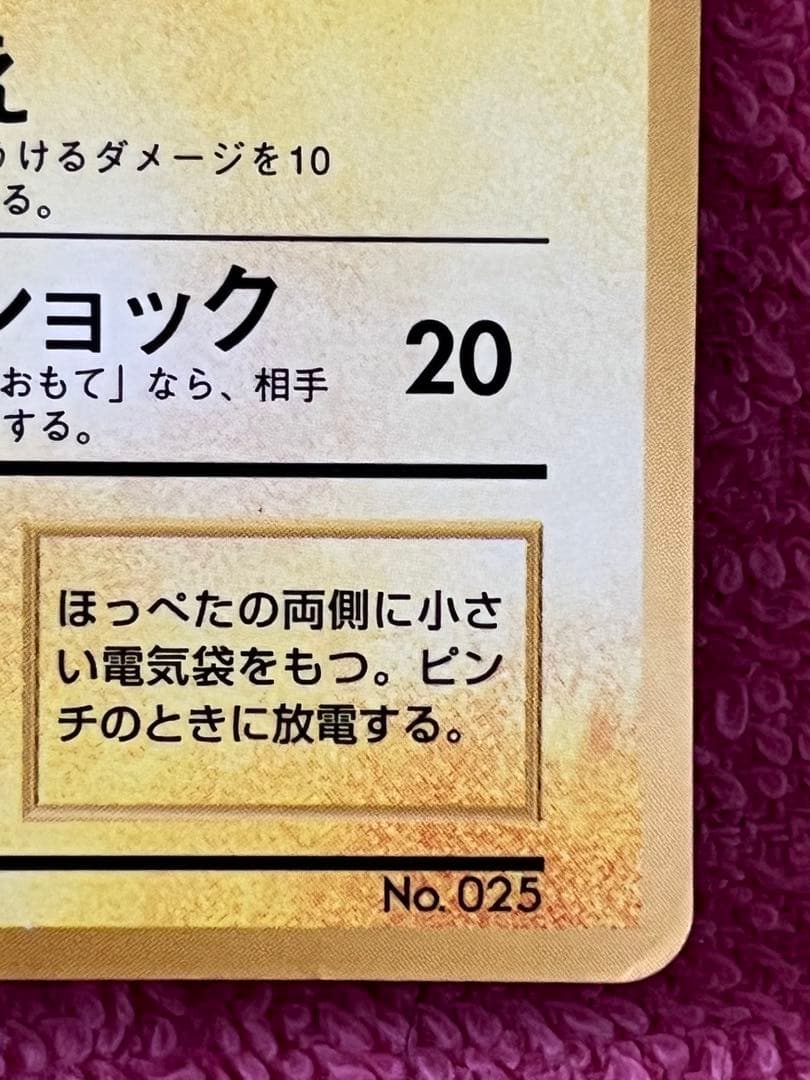 え
うけるダメージを10
る。
ショック 20
おもて」なら、相手
する。
ほっぺたの両側に小さ
い電気袋をもつ。ピン
チのときに放電する。
No. 025